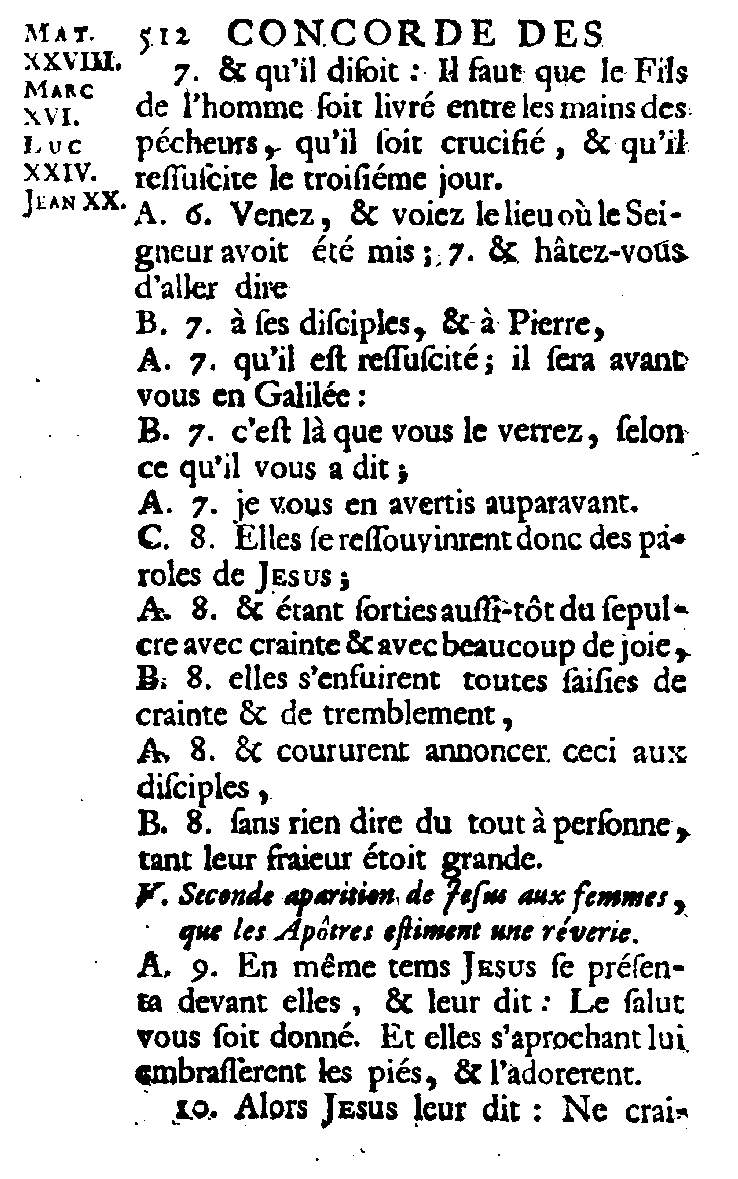 MAT.
XXVIII.
MARC
XVI.
LUC
XXIV.
JEAN XX.
512 CONCORDE DES
7. & qu'il diſoit : Il faut que le Fils
de l'homme ſoit livré entre les mains des
pécheurs, qu'il ſoit crucifié, & qu'il
reſſuſcite le troiſiéme jour.
A. 6. Venez, & voiez le lieu où le Sei-
gneur avoit été mis ; 7. & hâtez-vous
d'aller dire
B. 7. à ſes diſciples, & à Pierre,
A. 7. qu'il eſt reſſuſcité ; il ſera avant
vous en Galilée :
B. 7. c'eſt là que vous le verrez, ſelon
ce qu'il vous a dit ;
A. 7. je vous en avertis auparavant.
C. 8. Elles ſe reſſouvinrent donc des pa-
roles de JESUS ;
A. 8. & étant ſorties auſſi-tôt du ſepul-
cre avec crainte & avec beaucoup de joie,
B. 8. elles s'enfuirent toutes ſaiſies de
crainte & de tremblement,
A. 8. & coururent annoncer ceci aux
diſciples,
B. 8. ſans rien dire du tout à perſonne,
tant leur fraieur étoit grande.
V. Seconde aparition de Jeſus aux femmes,
que les Apôtres eſtiment une réverie.
A. 9. En même tems JESUS ſe préſen-
ta devant elles, & leur dit : Le ſalut
vous ſoit donné. Et elles s'aprochant lui
embraſſèrent les piés, & l'adorerent.
10. Alors JESUS leur dit : Ne crai-